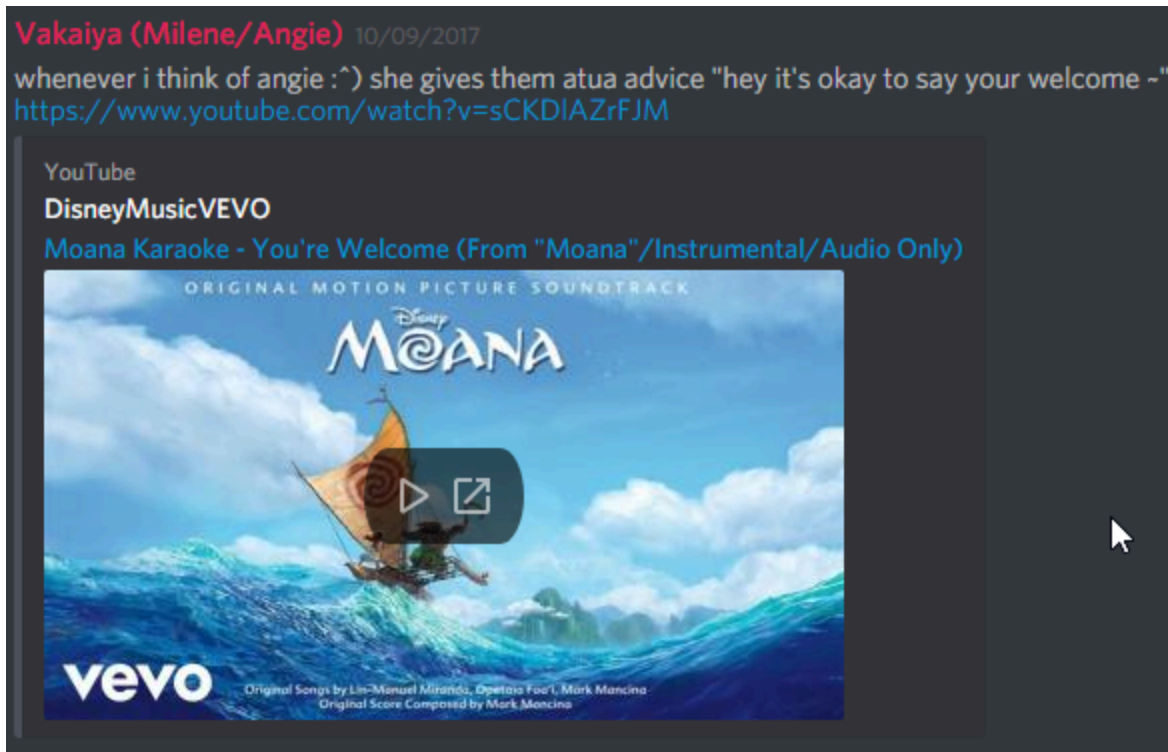 Vakaiya (Milene/Angie) 10/09/2017
whenever i think of angie :^) she gives them atua advice "hey it's okay to say your welcome ~"
https://www.youtube.com/watch?v=sCKDIAZrFJM
YouTube
DisneyMusicVEVO
Moana Karaoke - You're Welcome (From "Moana"/Instrumental/Audio Only)
ORIGINAL MOTION PICTURE SOUNDTRACK
Disney
MOANA
vevo
Original Songs by Lin-Manuel Miranda, Opetaia Foa'i, Mark Mancina
Original Score Composed by Mark Mancina